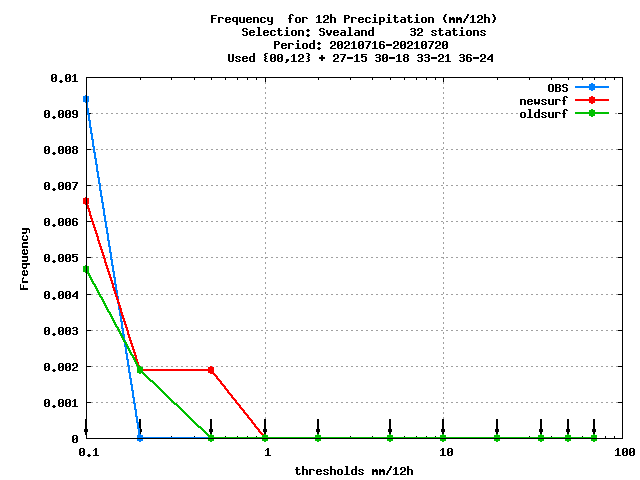 Frequency  for 12h Precipitation (mm/12h)
Selection: Svealand     32 stations
Period: 20210716-20210720
Used {00,12} + 27-15 30-18 33-21 36-24
0.01
0.009
0.008
0.007
0.006
0.005
0.004
0.003
0.002
0.001
0
Frequency
OBS
newsurf
oldsurf
0.1
1
10
100
thresholds mm/12h